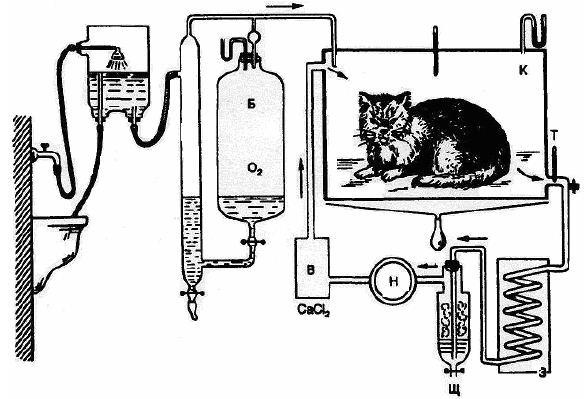 К
Б
Т
O₂
В
Н
CaCl₂
З
Щ